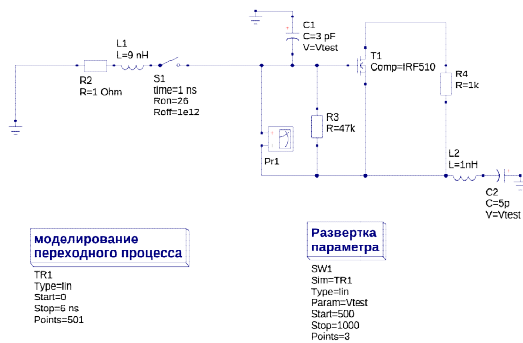 C1
C=3 pF
V=Vtest
L1
L=9 nH
T1
Comp=IRF510
R2
R=1 Ohm
S1
time=1 ns
Ron=26
Roff=1e12
R4
R=1k
R3
R=47k
Pr1
L2
L=1nH
C2
C=5p
V=Vtest
моделирование
переходного процесса
TR1
Type=lin
Start=0
Stop=6 ns
Points=501
Развертка
параметра
SW1
Sim=TR1
Type=lin
Param=Vtest
Start=500
Stop=1000
Points=3